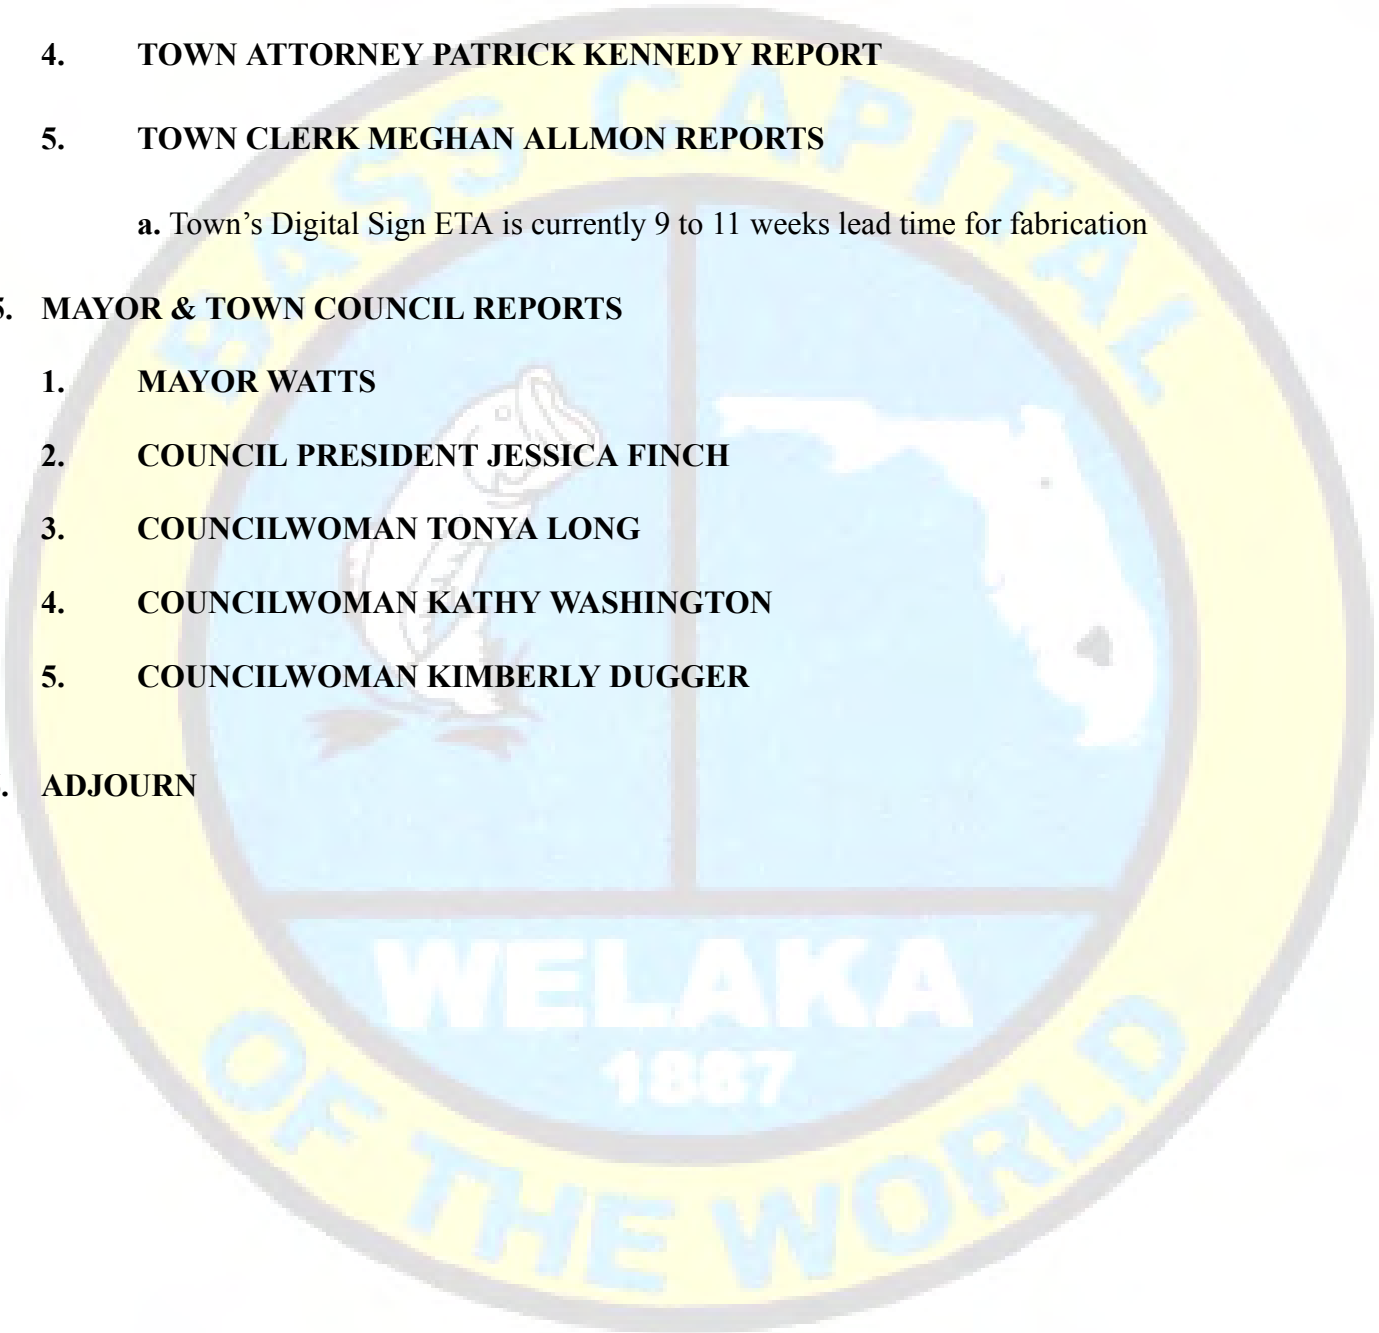 4. TOWN ATTORNEY PATRICK KENNEDY REPORT
5. TOWN CLERK MEGHAN ALLMON REPORTS
a. Town's Digital Sign ETA is currently 9 to 11 weeks lead time for fabrication
5. MAYOR & TOWN COUNCIL REPORTS
1. MAYOR WATTS
2. COUNCIL PRESIDENT JESSICA FINCH
3. COUNCILWOMAN TONYA LONG
4. COUNCILWOMAN KATHY WASHINGTON
5. COUNCILWOMAN KIMBERLY DUGGER
. ADJOURN
BASS CAPITAL
WELAKA
1887
OF THE WORLD